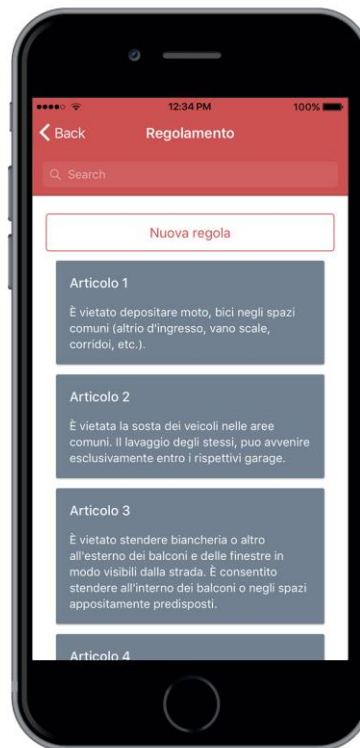 12:34 PM
100%
Back
Regolamento
Search
Nuova regola
Articolo 1
È vietato depositare moto, bici negli spazi
comuni (altrio d'ingresso, vano scale,
corridoi, etc.).
Articolo 2
È vietata la sosta dei veicoli nelle aree
comuni. Il lavaggio degli stessi, puo avvenire
esclusivamente entro i rispettivi garage.
Articolo 3
È vietato stendere biancheria o altro
all'esterno dei balconi e delle finestre in
modo visibili dalla strada. È consentito
stendere all'interno dei balconi o negli spazi
appositamente predisposti.
Articolo 4